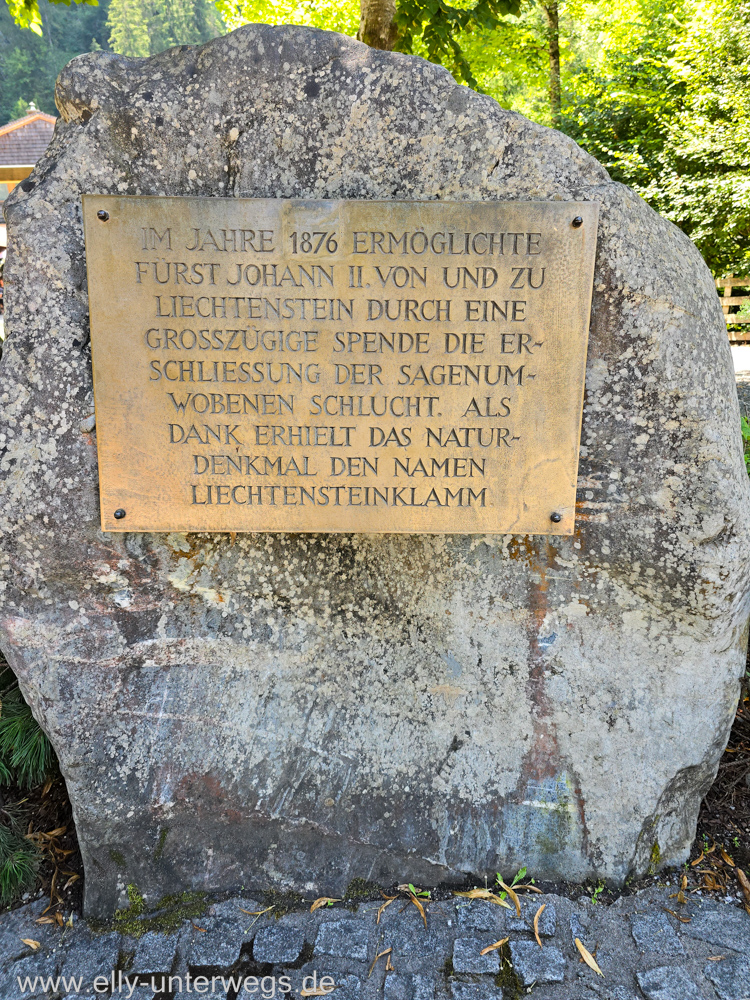 IM JAHRE 1876 ERMÖGLICHTE
FÜRST JOHANN II. VON UND ZU
LIECHTENSTEIN DURCH EINE
GROSSZÜGIGE SPENDE DIE ER-
SCHLIESSUNG DER SAGENUM-
WOBENEN SCHLUCHT. ALS
DANK ERHIELT DAS NATUR-
DENKMAL DEN NAMEN
LIECHTENSTEINKLAMM.
www.elly-unterwegs.de